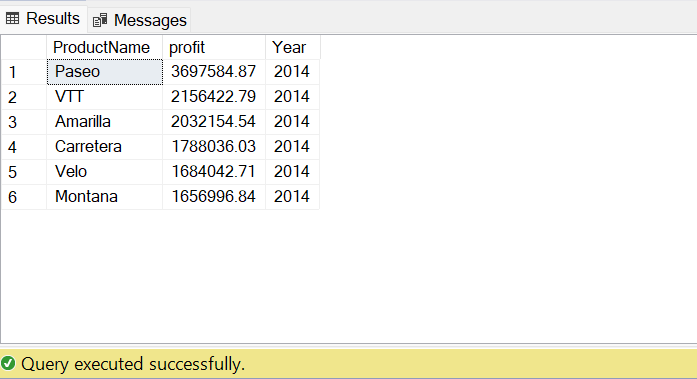 Results Messages
ProductName profit Year
1 Paseo 3697584.87 2014
2 VTT 2156422.79 2014
3 Amarilla 2032154.54 2014
4 Carretera 1788036.03 2014
5 Velo 1684042.71 2014
6 Montana 1656996.84 2014
Query executed successfully.